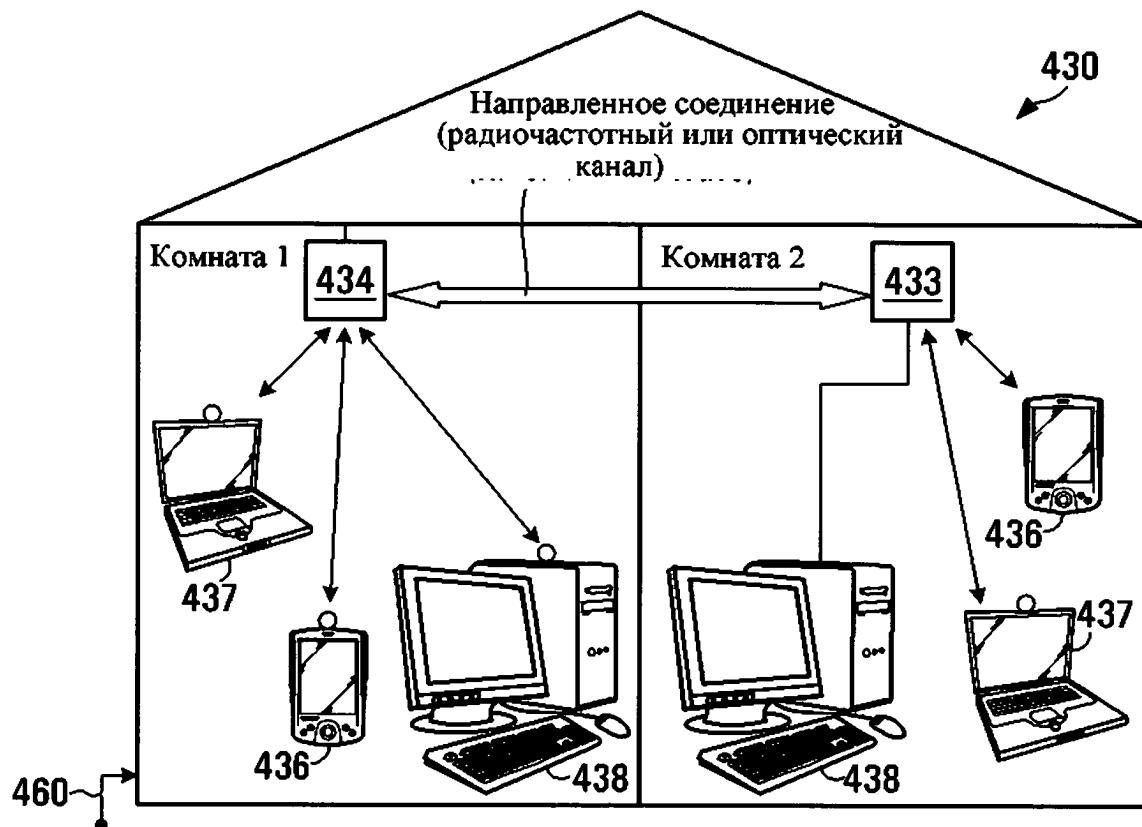 430
Направленное соединение
(радиочастотный или оптический
канал)
Комната 1
434
Комната 2
433
437
436
438
436
437
438
460